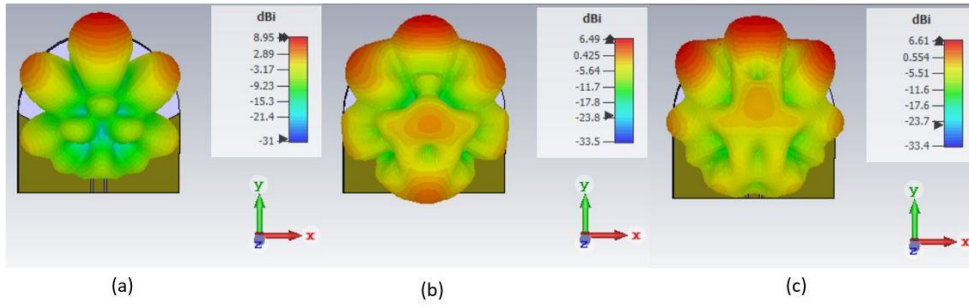 dBi
8.95
2.89
-3.17
-9.23
-15.3
-21.4
-31
y
x
z
(a)
dBi
6.49
0.425
-5.64
-11.7
-17.8
-23.8
-33.5
y
x
z
(b)
dBi
6.61
0.554
-5.51
-11.6
-17.6
-23.7
-33.4
y
x
z
(c)